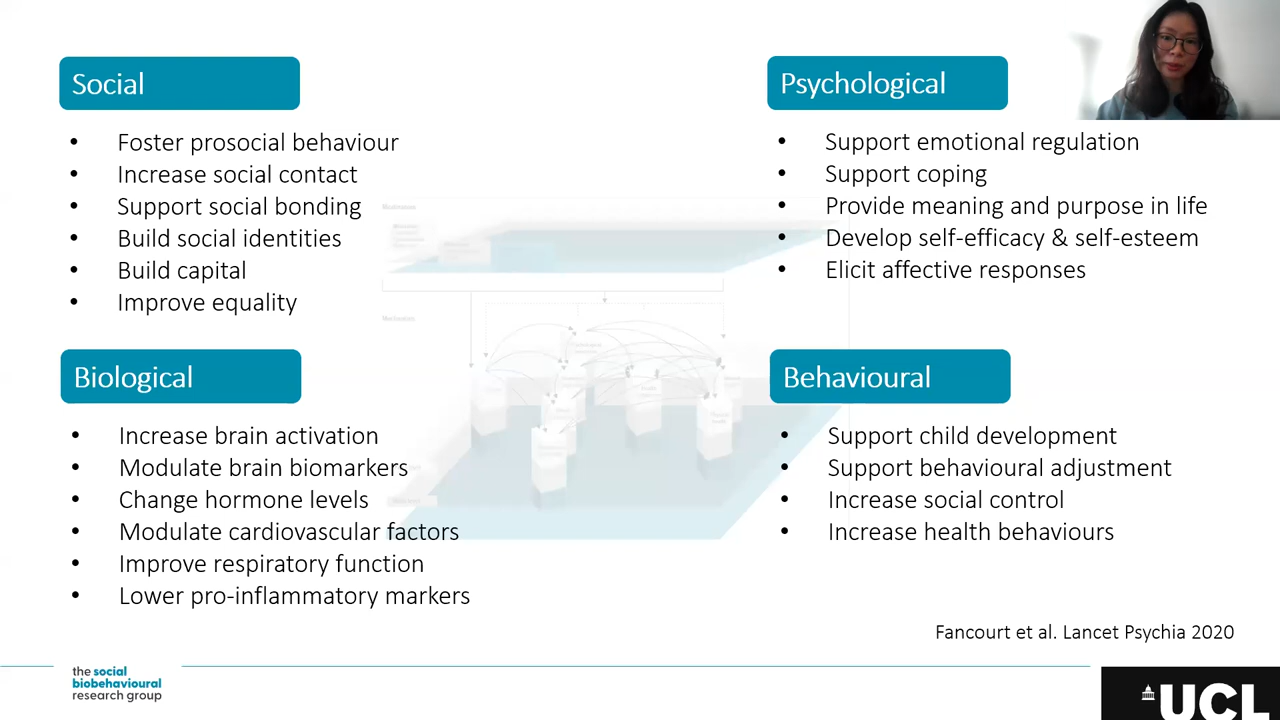 Social
• Foster prosocial behaviour
• Increase social contact
• Support social bonding
• Build social identities
• Build capital
• Improve equality
Psychological
• Support emotional regulation
• Support coping
• Provide meaning and purpose in life
• Develop self-efficacy & self-esteem
• Elicit affective responses
Biological
• Increase brain activation
• Modulate brain biomarkers
• Change hormone levels
• Modulate cardiovascular factors
• Improve respiratory function
• Lower pro-inflammatory markers
Behavioural
• Support child development
• Support behavioural adjustment
• Increase social control
• Increase health behaviours
Fancourt et al. Lancet Psychia 2020
the social
biobehavioural
research group
UCL